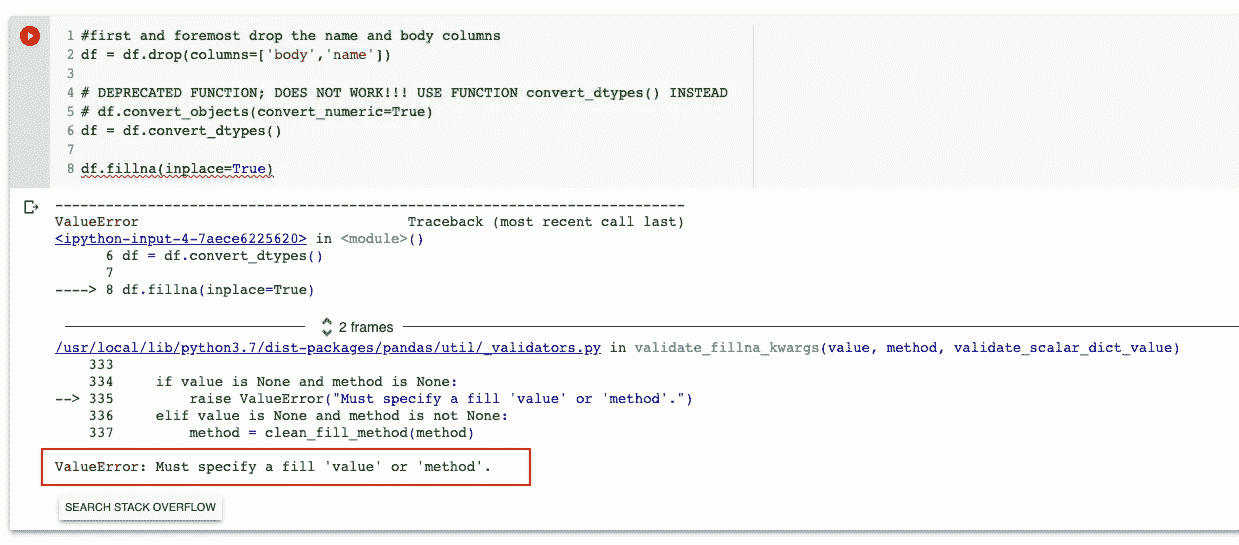 1 #first and foremost drop the name and body columns
2 df = df.drop(columns=['body','name'])
3
4 # DEPRECATED FUNCTION; DOES NOT WORK!!! USE FUNCTION convert_dtypes() INSTEAD
5 # df.convert_objects(convert_numeric=True)
6 df = df.convert_dtypes()
7
8 df.fillna(inplace=True)
---------------------------------------------------------------------------
ValueError                                Traceback (most recent call last)
<ipython-input-4-7aece6225620> in <module>()
      6 df = df.convert_dtypes()
      7
----> 8 df.fillna(inplace=True)
2 frames
/usr/local/lib/python3.7/dist-packages/pandas/util/_validators.py in validate_fillna_kwargs(value, method, validate_scalar_dict_value)
    333
    334     if value is None and method is None:
--> 335         raise ValueError("Must specify a fill 'value' or 'method'.")
    336     elif value is None and method is not None:
    337         method = clean_fill_method(method)
ValueError: Must specify a fill 'value' or 'method'.
SEARCH STACK OVERFLOW